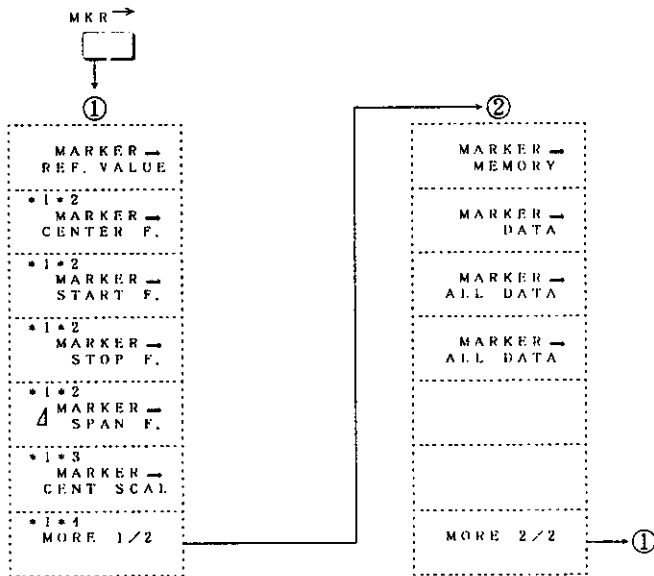 MKR→
①
MARKER→
REF. VALUE
*1*2
MARKER→
CENTER F.
*1*2
MARKER→
START F.
*1*2
MARKER→
STOP F.
*1*2
⊿MARKER→
SPAN F.
*1*3
MARKER→
CENT SCAL
*1*4
MORE 1/2
②
MARKER→
MEMORY
MARKER→
DATA
MARKER→
ALL DATA
MARKER→
ALL DATA
MORE 2/2
①